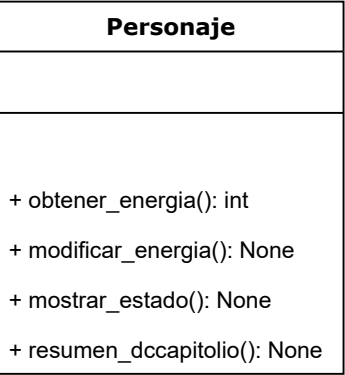 Personaje
+ obtener_energia(): int
+ modificar_energia(): None
+ mostrar_estado(): None
+ resumen_dccapitolio(): None